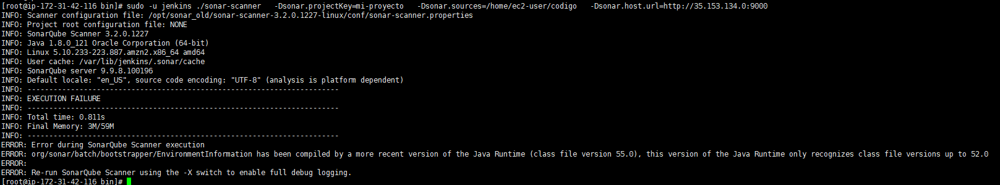 [root@ip-172-31-42-116 bin]# sudo -u jenkins ./sonar-scanner   -Dsonar.projectKey=mi-proyecto   -Dsonar.sources=/home/ec2-user/codigo   -Dsonar.host.url=http://35.153.134.0:9000
INFO: Scanner configuration file: /opt/sonar_old/sonar-scanner-3.2.0.1227-linux/conf/sonar-scanner.properties
INFO: Project root configuration file: NONE
INFO: SonarQube Scanner 3.2.0.1227
INFO: Java 1.8.0_121 Oracle Corporation (64-bit)
INFO: Linux 5.10.233-223.887.amzn2.x86_64 amd64
INFO: User cache: /var/lib/jenkins/.sonar/cache
INFO: SonarQube server 9.9.8.100196
INFO: Default locale: "en_US", source code encoding: "UTF-8" (analysis is platform dependent)
INFO: ------------------------------------------------------------------------
INFO: EXECUTION FAILURE
INFO: ------------------------------------------------------------------------
INFO: Total time: 0.811s
INFO: Final Memory: 3M/59M
INFO: ------------------------------------------------------------------------
ERROR: Error during SonarQube Scanner execution
ERROR: org/sonar/batch/bootstrapper/EnvironmentInformation has been compiled by a more recent version of the Java Runtime (class file version 55.0), this version of the Java Runtime only recognizes class file versions up to 52.0
ERROR:
ERROR: Re-run SonarQube Scanner using the -X switch to enable full debug logging.
[root@ip-172-31-42-116 bin]#